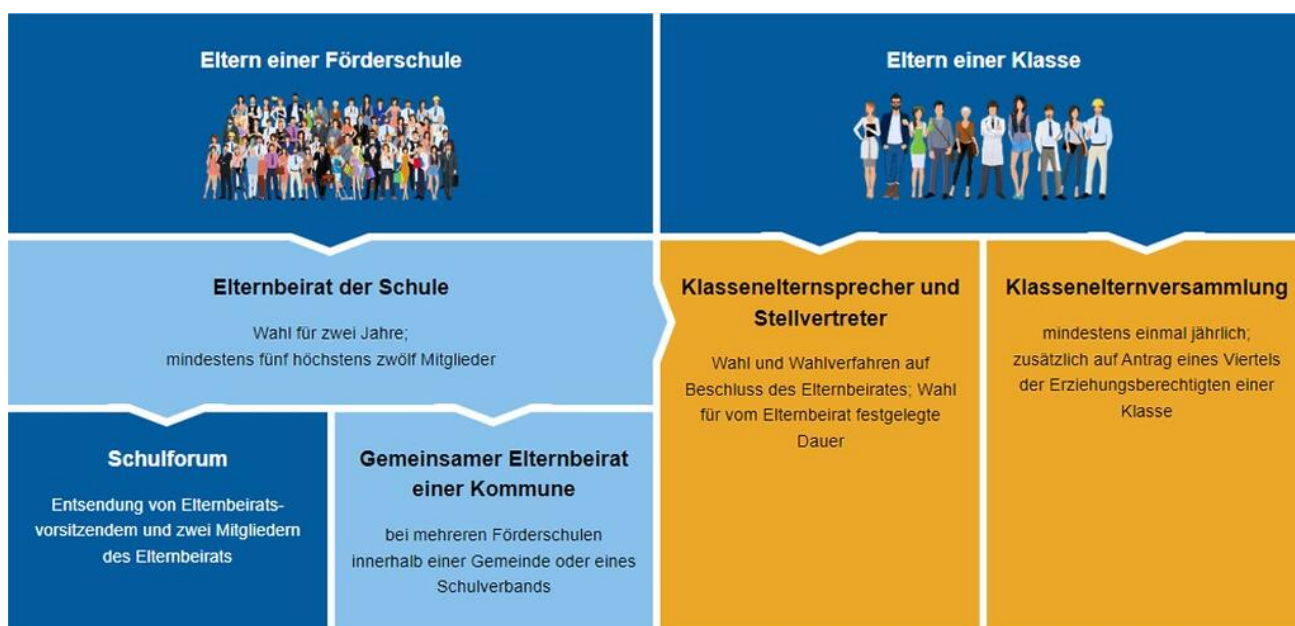 Eltern einer Förderschule
Eltern einer Klasse
Elternbeirat der Schule
Wahl für zwei Jahre;
mindestens fünf höchstens zwölf Mitglieder
Klassenelternsprecher und
Stellvertreter
Wahl und Wahlverfahren auf
Beschluss des Elternbeirates; Wahl
für vom Elternbeirat festgelegte
Dauer
Klassenelternversammlung
mindestens einmal jährlich;
zusätzlich auf Antrag eines Viertels
der Erziehungsberechtigten einer
Klasse
Schulforum
Entsendung von Elternbeirats-
vorsitzendem und zwei Mitgliedern
des Elternbeirats
Gemeinsamer Elternbeirat
einer Kommune
bei mehreren Förderschulen
innerhalb einer Gemeinde oder eines
Schulverbands